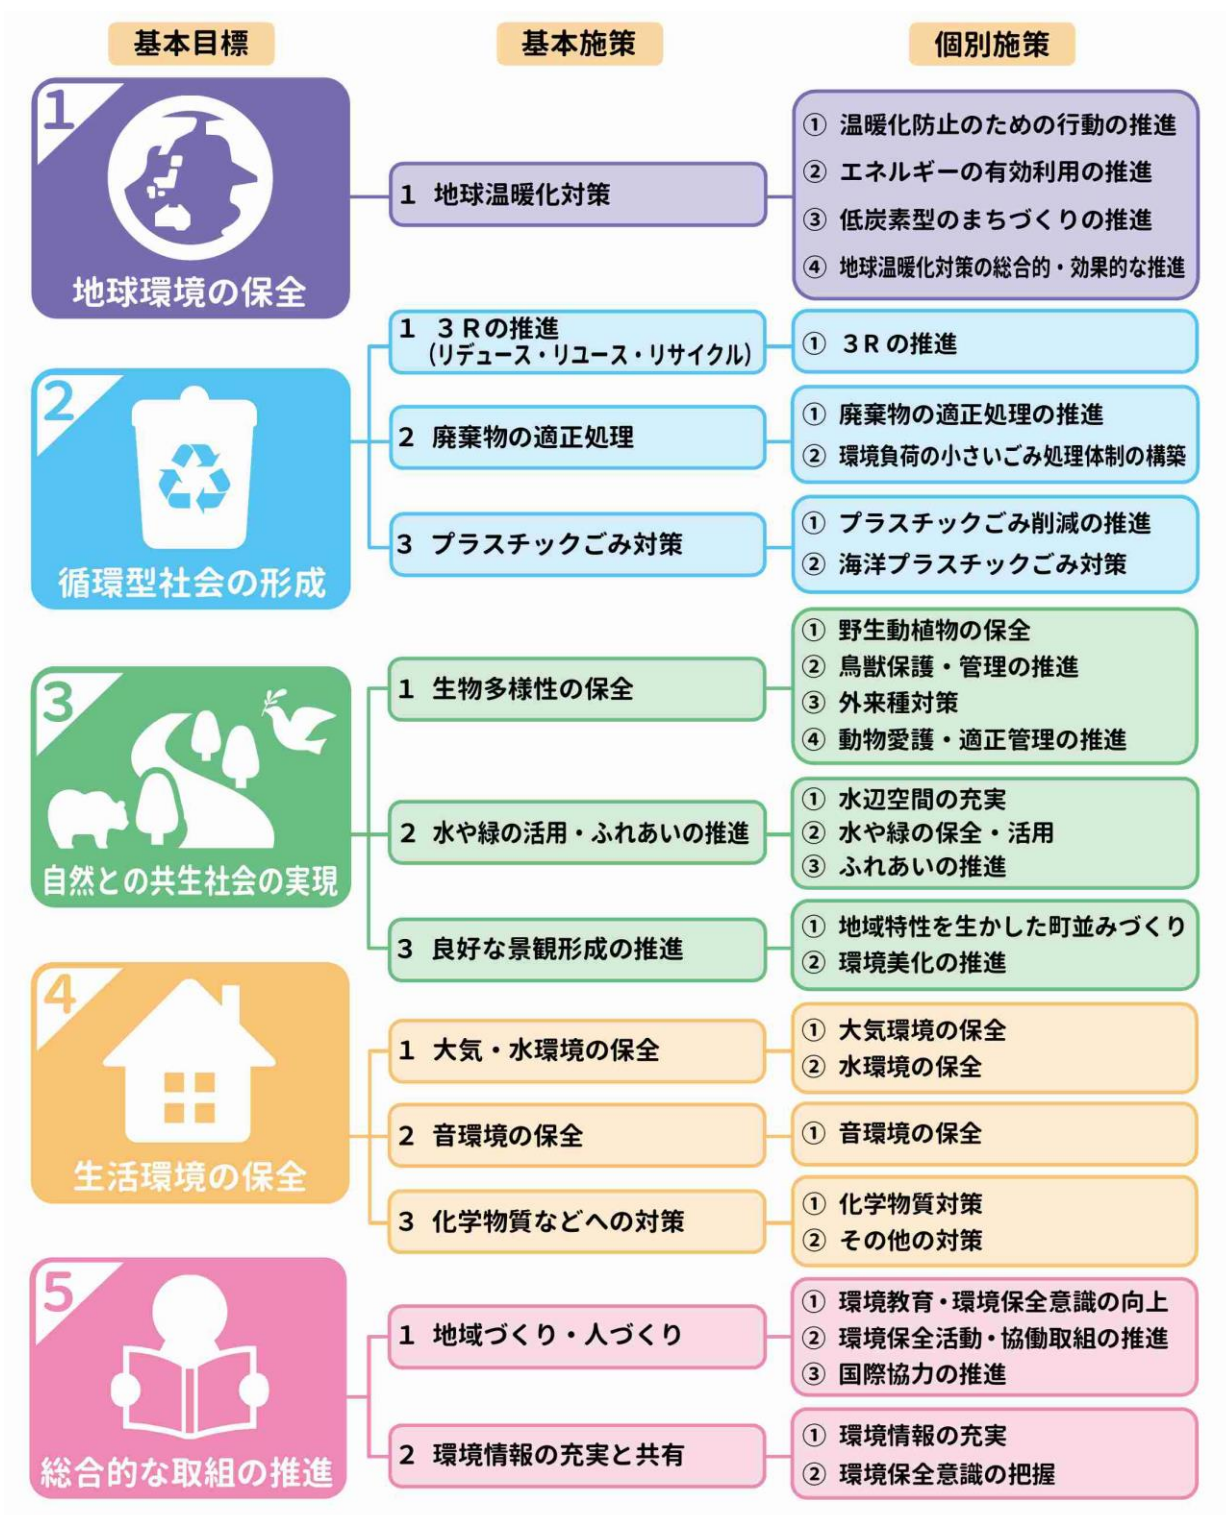 基本目標
基本施策
個別施策
1
地球環境の保全
1 地球温暖化対策
① 温暖化防止のための行動の推進
② エネルギーの有効利用の推進
③ 低炭素型のまちづくりの推進
④ 地球温暖化対策の総合的・効果的な推進
2
循環型社会の形成
1 3Rの推進
(リデュース・リユース・リサイクル)
① 3Rの推進
2 廃棄物の適正処理
① 廃棄物の適正処理の推進
② 環境負荷の小さいごみ処理体制の構築
3 プラスチックごみ対策
① プラスチックごみ削減の推進
② 海洋プラスチックごみ対策
3
自然との共生社会の実現
1 生物多様性の保全
① 野生動植物の保全
② 鳥獣保護・管理の推進
③ 外来種対策
④ 動物愛護・適正管理の推進
2 水や緑の活用・ふれあいの推進
① 水辺空間の充実
② 水や緑の保全・活用
③ ふれあいの推進
3 良好な景観形成の推進
① 地域特性を生かした町並みづくり
② 環境美化の推進
4
生活環境の保全
1 大気・水環境の保全
① 大気環境の保全
② 水環境の保全
2 音環境の保全
① 音環境の保全
3 化学物質などへの対策
① 化学物質対策
② その他の対策
5
総合的な取組の推進
1 地域づくり・人づくり
① 環境教育・環境保全意識の向上
② 環境保全活動・協働取組の推進
③ 国際協力の推進
2 環境情報の充実と共有
① 環境情報の充実
② 環境保全意識の把握